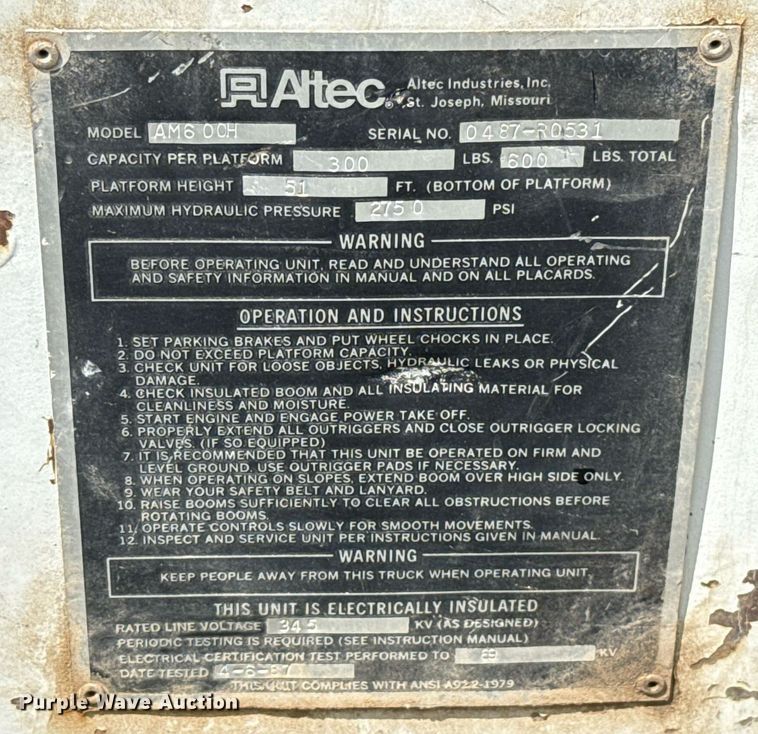 Altec
Altec Industries, Inc.
St. Joseph, Missouri
MODEL AM600H SERIAL NO. 0487-R0531
CAPACITY PER PLATFORM 300 LBS. 600 LBS. TOTAL
PLATFORM HEIGHT 51 FT. (BOTTOM OF PLATFORM)
MAXIMUM HYDRAULIC PRESSURE 2750 PSI
WARNING
BEFORE OPERATING UNIT, READ AND UNDERSTAND ALL OPERATING
AND SAFETY INFORMATION IN MANUAL AND ON ALL PLACARDS.
OPERATION AND INSTRUCTIONS
1. SET PARKING BRAKES AND PUT WHEEL CHOCKS IN PLACE.
2. DO NOT EXCEED PLATFORM CAPACITY.
3. CHECK UNIT FOR LOOSE OBJECTS, HYDRAULIC LEAKS OR PHYSICAL
DAMAGE.
4. CHECK INSULATED BOOM AND ALL INSULATING MATERIAL FOR
CLEANLINESS AND MOISTURE.
5. START ENGINE AND ENGAGE POWER TAKE OFF.
6. PROPERLY EXTEND ALL OUTRIGGERS AND CLOSE OUTRIGGER LOCKING
VALVES. (IF SO EQUIPPED)
7. IT IS RECOMMENDED THAT THIS UNIT BE OPERATED ON FIRM AND
LEVEL GROUND. USE OUTRIGGER PADS IF NECESSARY.
8. WHEN OPERATING ON SLOPES, EXTEND BOOM OVER HIGH SIDE ONLY.
9. WEAR YOUR SAFETY BELT AND LANYARD.
10. RAISE BOOMS SUFFICIENTLY TO CLEAR ALL OBSTRUCTIONS BEFORE
ROTATING BOOMS.
11. OPERATE CONTROLS SLOWLY FOR SMOOTH MOVEMENTS.
12. INSPECT AND SERVICE UNIT PER INSTRUCTIONS GIVEN IN MANUAL.
WARNING
KEEP PEOPLE AWAY FROM THIS TRUCK WHEN OPERATING UNIT
THIS UNIT IS ELECTRICALLY INSULATED
RATED LINE VOLTAGE 34.5 KV (AS DESIGNED)
PERIODIC TESTING IS REQUIRED (SEE INSTRUCTION MANUAL)
ELECTRICAL CERTIFICATION TEST PERFORMED TO 69 KV
DATE TESTED 4-6-87
THIS UNIT COMPLIES WITH ANSI A92.2-1979
Purple Wave Auction